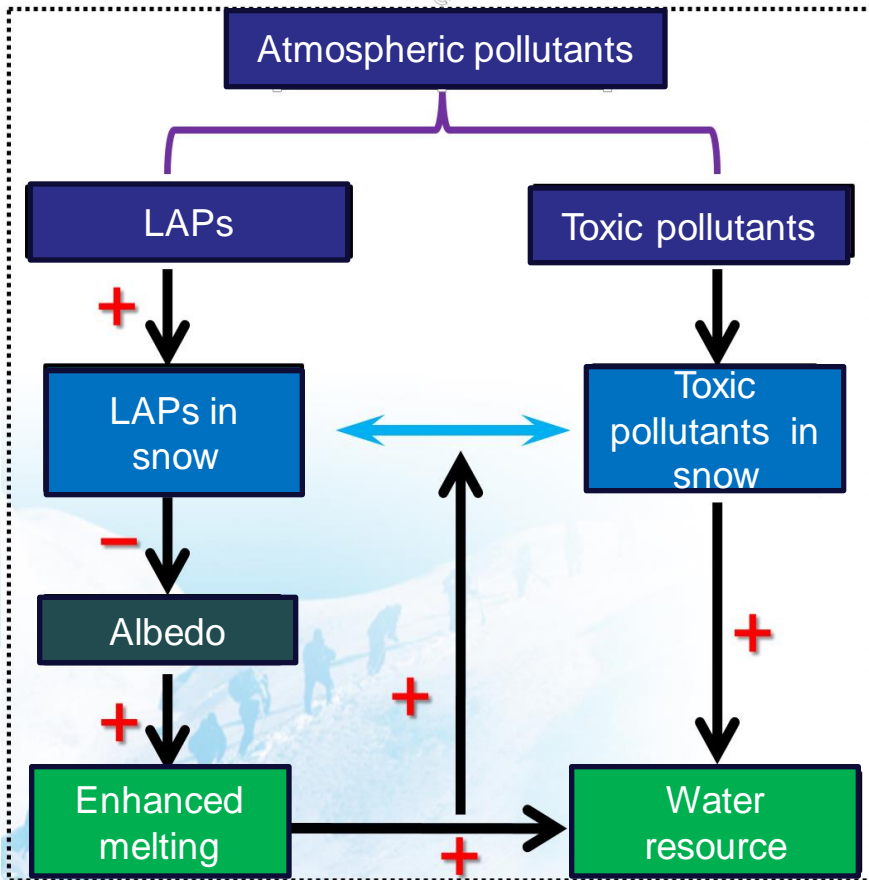 Atmospheric pollutants
LAPs
Toxic pollutants
+
LAPs in
snow
Toxic
pollutants in
snow
−
Albedo
+
+
+
Enhanced
melting
+
Water
resource